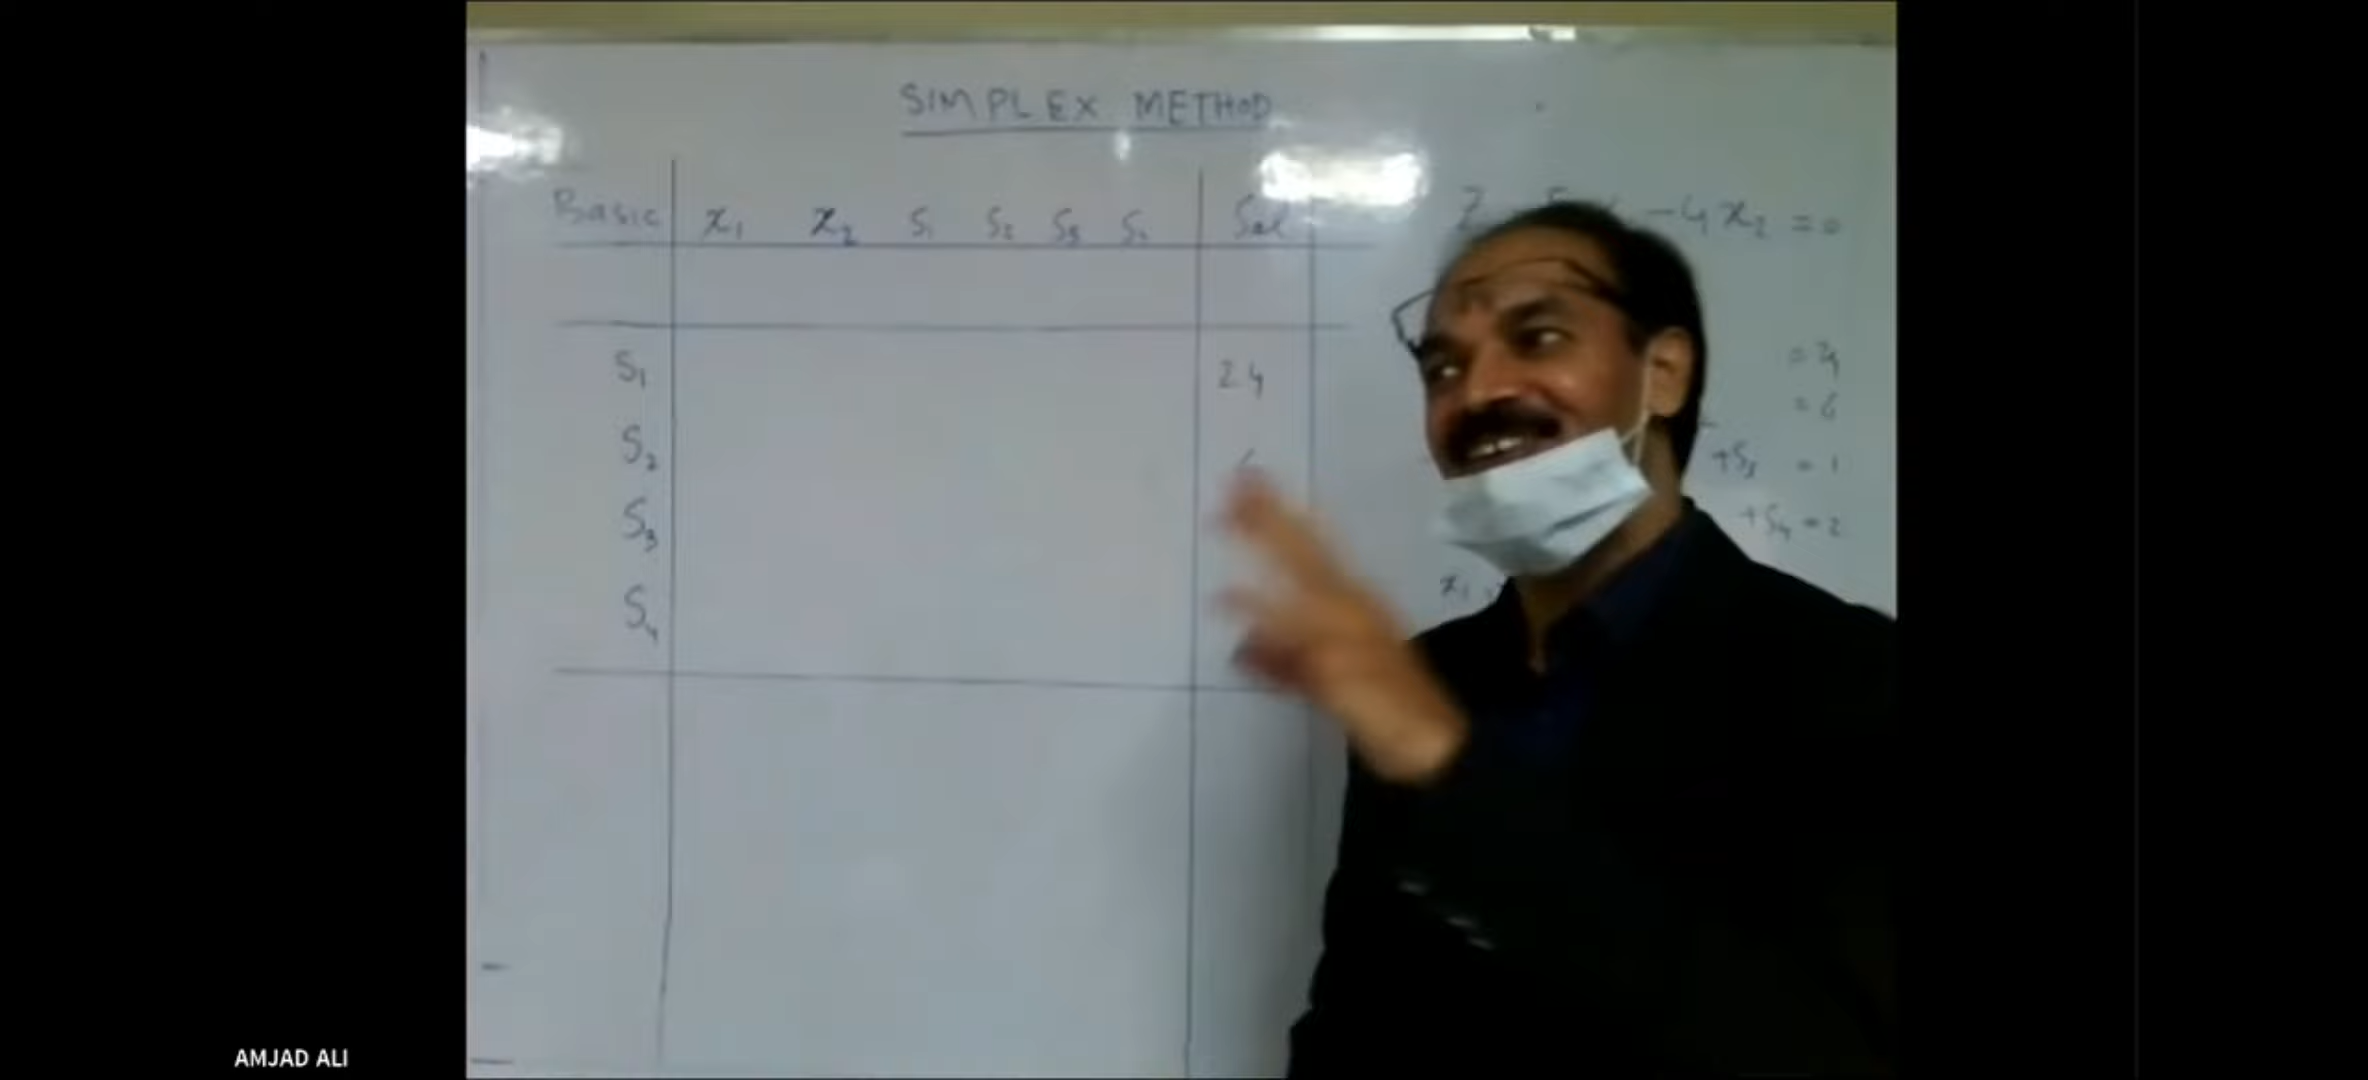 SIMPLEX METHOD
Basic x₁ x₂ S₁ S₂ S₃ S₄ Sol
S₁ 24
S₂
S₃
S₄
Z - 4x₂ = 0
= 24
= 6
+S₃ = 1
+S₄ = 2
x₁,
AMJAD ALI